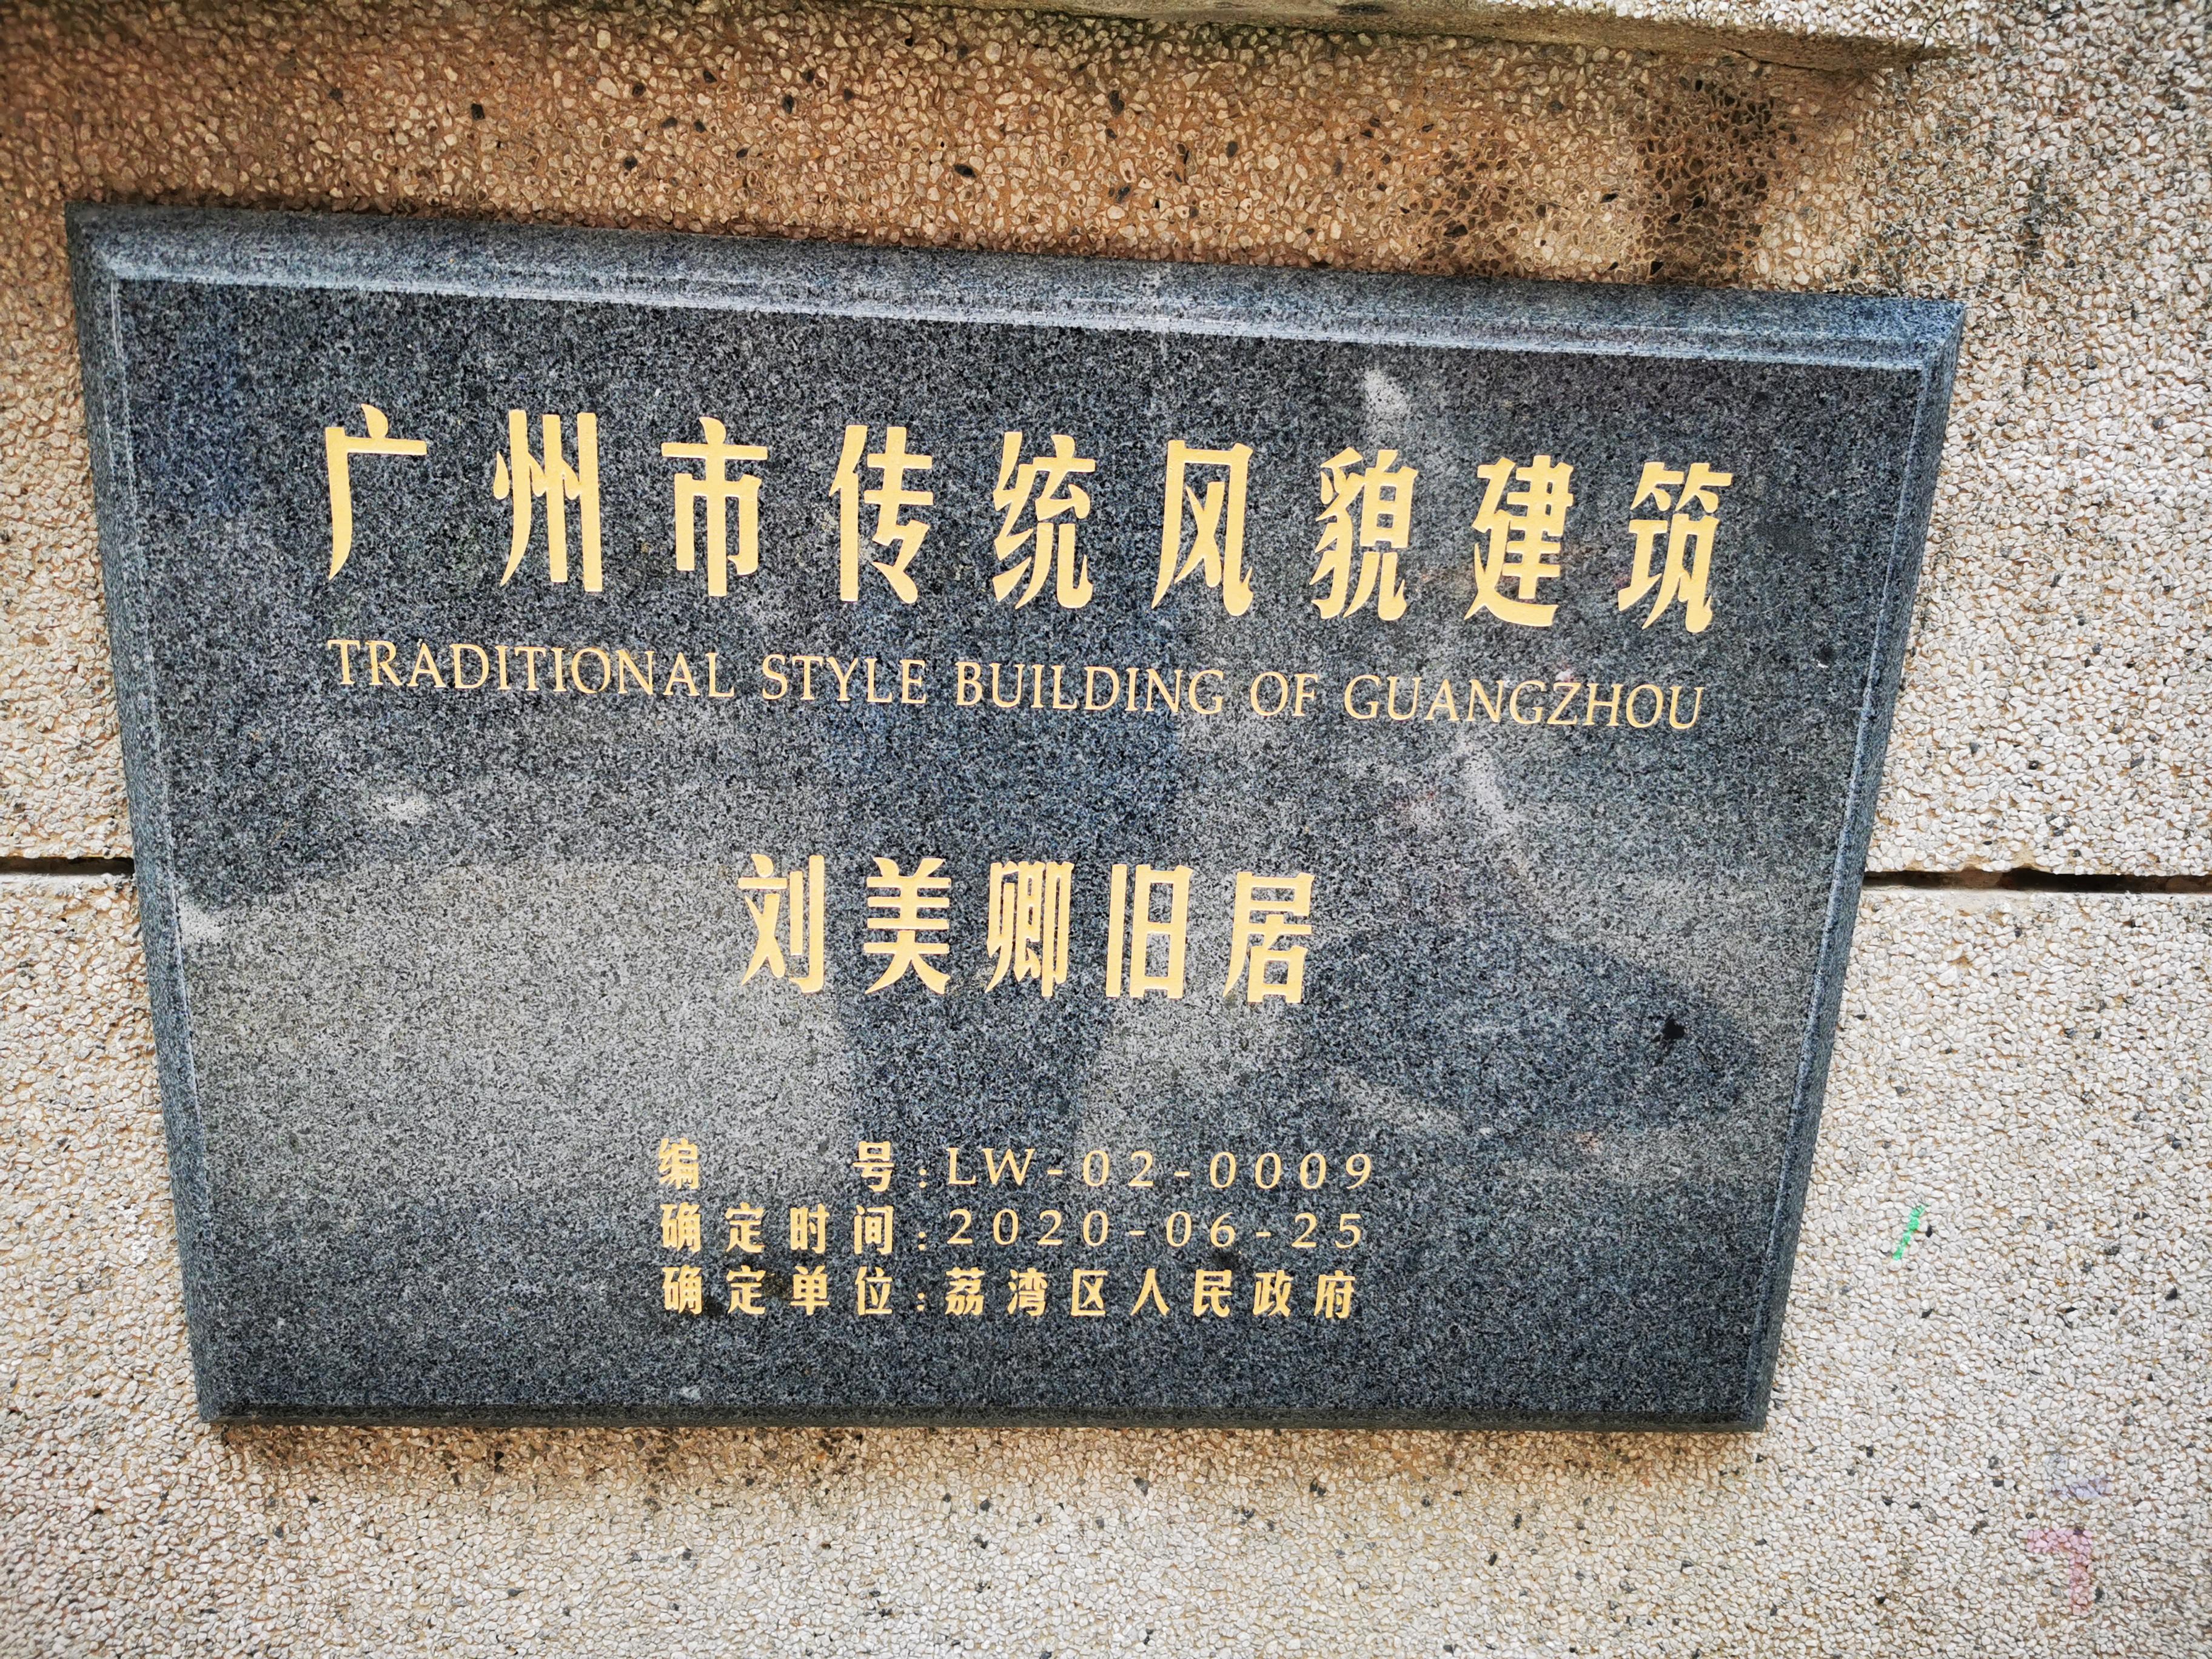 广州市传统风貌建筑
TRADITIONAL STYLE BUILDING OF GUANGZHOU
刘美卿旧居
编号:LW-02-0009
确定时间:2020-06-25
确定单位:荔湾区人民政府